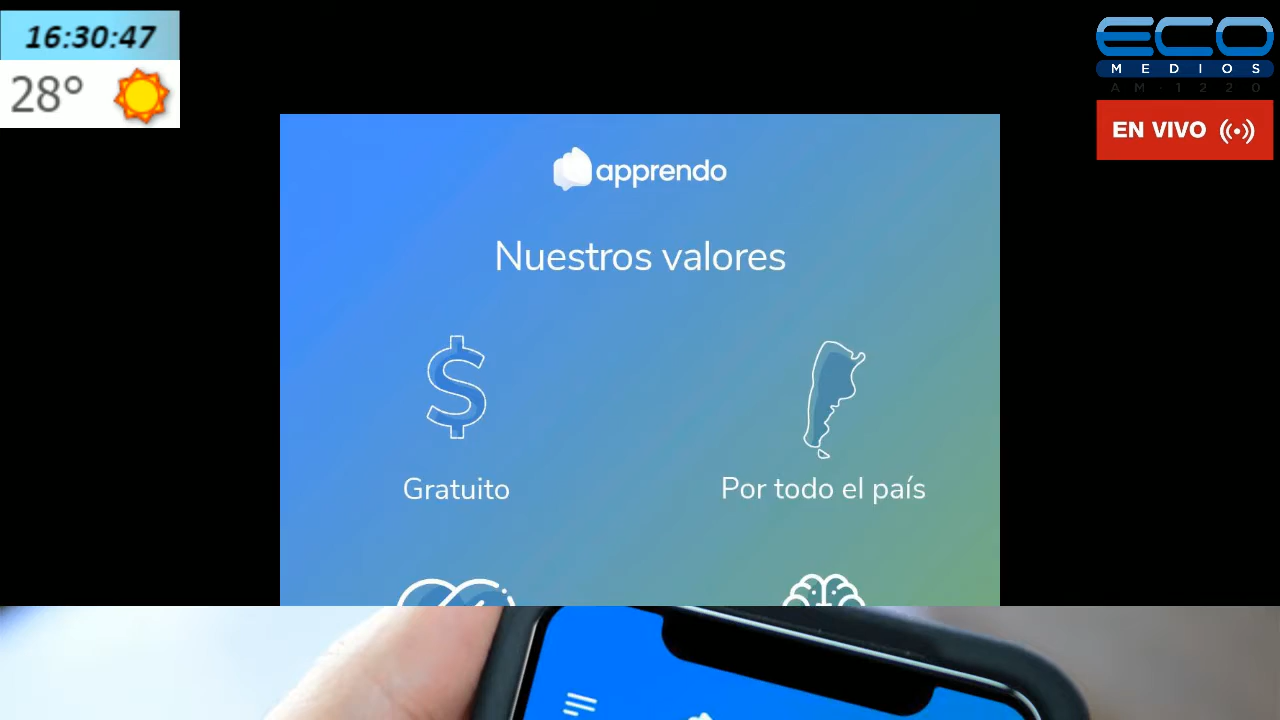 16:30:47
28°
ECO
MEDIOS
AM·1220
EN VIVO
apprendo
Nuestros valores
$
Gratuito
Por todo el país